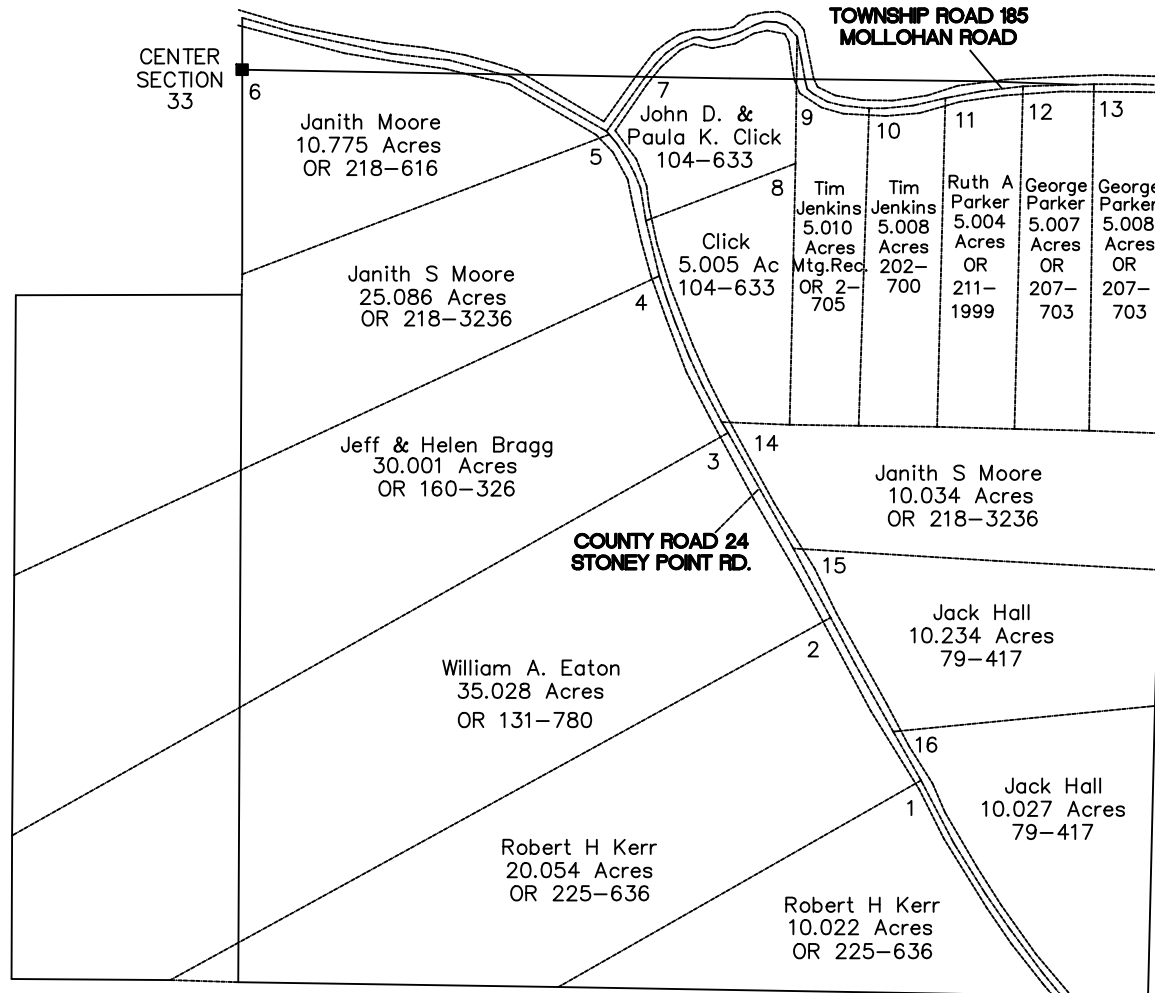 TOWNSHIP ROAD 185
MOLLOHAN ROAD
CENTER
SECTION
33
6
Janith Moore
10.775 Acres
OR 218-616
5
7
John D. &
Paula K. Click
104-633
8
9
10
11
12
13
Click
5.005 Ac
104-633
Tim
Jenkins
5.010
Acres
Mtg.Rec.
OR 2-
705
Tim
Jenkins
5.008
Acres
202-
700
Ruth A
Parker
5.004
Acres
OR
211-
1999
George
Parker
5.007
Acres
OR
207-
703
George
Parker
5.008
Acres
OR
207-
703
Janith S Moore
25.086 Acres
OR 218-3236
4
Jeff & Helen Bragg
30.001 Acres
OR 160-326
3
14
Janith S Moore
10.034 Acres
OR 218-3236
COUNTY ROAD 24
STONEY POINT RD.
15
Jack Hall
10.234 Acres
79-417
2
William A. Eaton
35.028 Acres
OR 131-780
16
Jack Hall
10.027 Acres
79-417
1
Robert H Kerr
20.054 Acres
OR 225-636
Robert H Kerr
10.022 Acres
OR 225-636